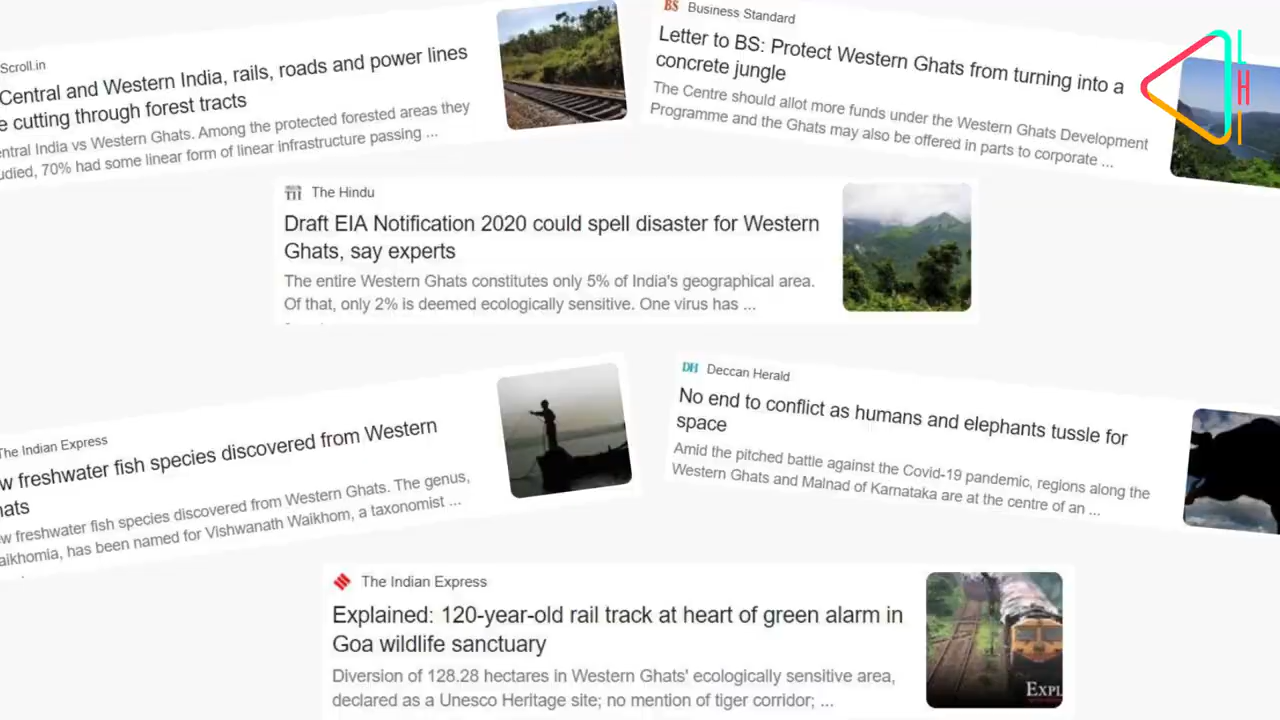 Scroll.in
Central and Western India, rails, roads and power lines
e cutting through forest tracts
entral India vs Western Ghats. Among the protected forested areas they
udied, 70% had some linear form of linear infrastructure passing ...
BS Business Standard
Letter to BS: Protect Western Ghats from turning into a
concrete jungle
The Centre should allot more funds under the Western Ghats Development
Programme and the Ghats may also be offered in parts to corporate ...
LHI
The Hindu
Draft EIA Notification 2020 could spell disaster for Western
Ghats, say experts
The entire Western Ghats constitutes only 5% of India's geographical area.
Of that, only 2% is deemed ecologically sensitive. One virus has ...
The Indian Express
w freshwater fish species discovered from Western
hats
w freshwater fish species discovered from Western Ghats. The genus,
aikhomia, has been named for Vishwanath Waikhom, a taxonomist ...
DH Deccan Herald
No end to conflict as humans and elephants tussle for
space
Amid the pitched battle against the Covid-19 pandemic, regions along the
Western Ghats and Malnad of Karnataka are at the centre of an ...
The Indian Express
Explained: 120-year-old rail track at heart of green alarm in
Goa wildlife sanctuary
Diversion of 128.28 hectares in Western Ghats' ecologically sensitive area,
declared as a Unesco Heritage site; no mention of tiger corridor; ...
EXPL